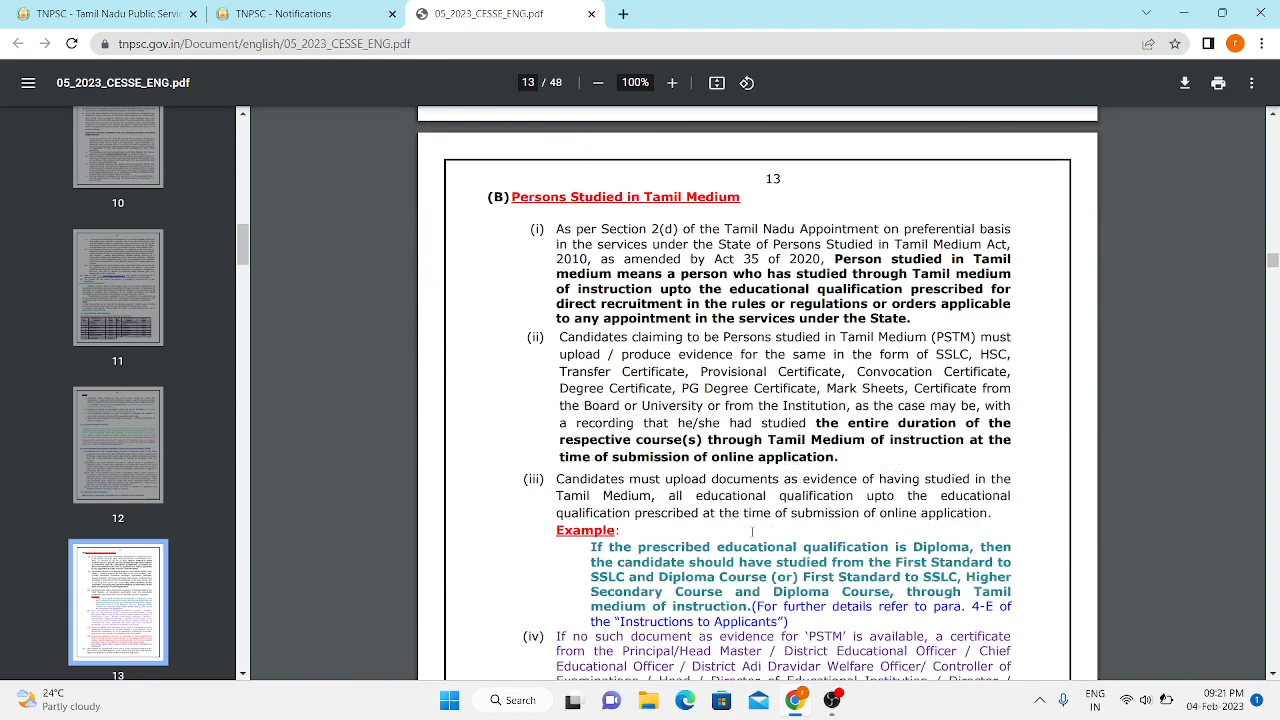 TNPSC - Tamil Nadu Public Servi
TNPSC - Notifications
05_2023_CESSE_ENG.pdf
tnpsc.gov.in/Document/english/05_2023_CESSE_ENG.pdf
r
05_2023_CESSE_ENG.pdf
13 / 48
100%
10
11
12
13
13
(B) Persons Studied in Tamil Medium
(i) As per Section 2(d) of the Tamil Nadu Appointment on preferential basis
in the services under the State of Persons Studied in Tamil Medium Act,
2010, as amended by Act 35 of 2020, Person studied in Tamil
medium means a person who has studied through Tamil medium
of instruction upto the educational qualification prescribed for
direct recruitment in the rules or regulations or orders applicable
to any appointment in the services under the State.
(ii) Candidates claiming to be Persons studied in Tamil Medium (PSTM) must
upload / produce evidence for the same in the form of SSLC, HSC,
Transfer Certificate, Provisional Certificate, Convocation Certificate,
Degree Certificate, PG Degree Certificate, Mark Sheets, Certificate from
the Board or University or from the Institution, as the case may be, with
a recording that he/she had studied the entire duration of the
respective course(s) through Tamil Medium of instruction at the
time of submission of online application.
(iii) Candidates must upload documents as evidence of having studied in the
Tamil Medium, all educational qualification upto the educational
qualification prescribed at the time of submission of online application.
Example:
If the prescribed educational qualification is Diploma, then
the candidate should have studied from the First Standard to
SSLC and Diploma Course (or) First Standard to SSLC, Higher
Secondary Course and Diploma Course, through Tamil
medium of instruction.(For further details refer to para. 4-E of
the "Instructions to Applicants")
(iv) If no such document as evidence for PSTM is available, a certificate
from the Principal/Head Master / District Educational Officer / Chief
Educational Officer / District Adi Dravidar Welfare Officer/ Controller of
Examinations / Head / Director of Educational Institution / Director /
24°C
Partly cloudy
Search
ENG
IN
09:21 PM
04-Feb-2023
1